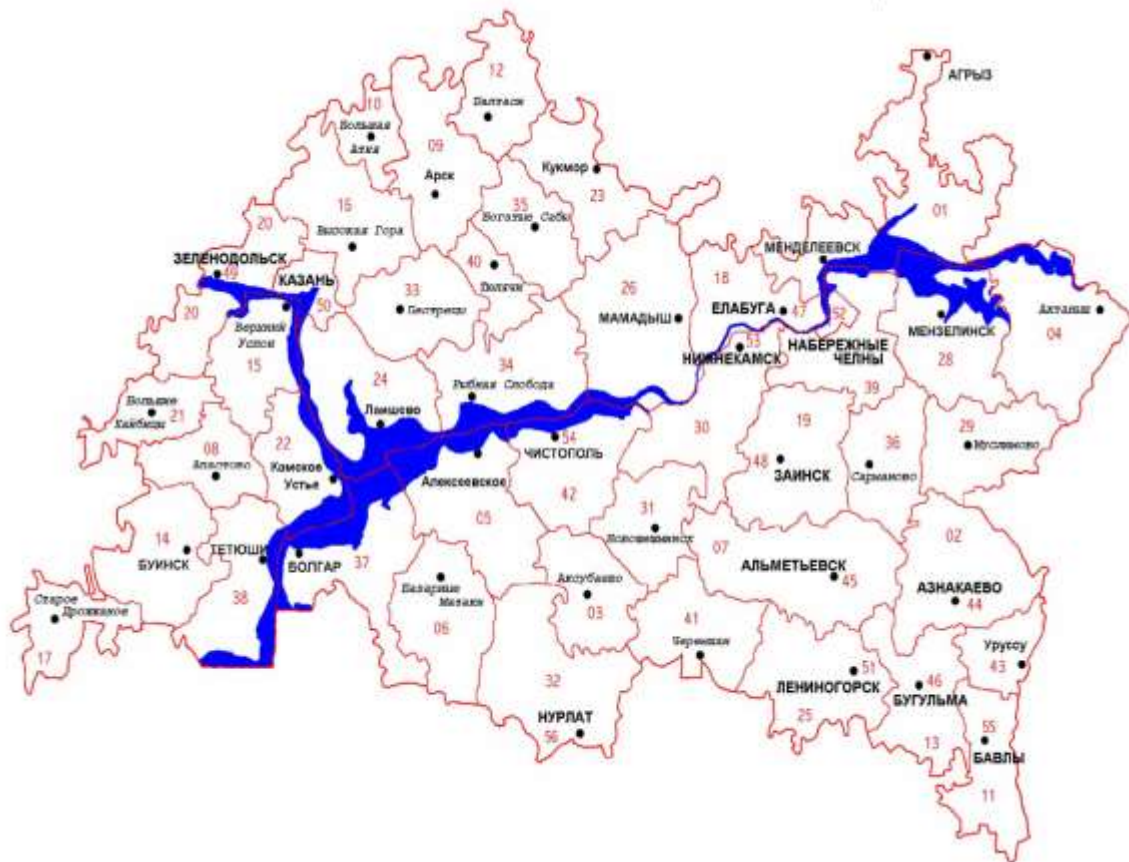 АГРЫЗ
12
Балтаси
10
Большая
Атня
09
Арск
Кукмор
23
01
35
Богатые Сабы
16
Высокая Гора
20
ЗЕЛЕНОДОЛЬСК
49
КАЗАНЬ
50
40
Тюлячи
МЕНДЕЛЕЕВСК
18
26
33
Пестрецы
ЕЛАБУГА
47
52
МАМАДЫШ
МЕНЗЕЛИНСК
Актаныш
04
20
Верхний
Услон
15
НИЖНЕКАМСК
53
НАБЕРЕЖНЫЕ
ЧЕЛНЫ
28
34
24
Рыбная Слобода
39
Большие
Кайбицы
21
Лаишево
19
29
Муслюмово
30
36
08
Апастово
22
Камское
Устье
54
ЧИСТОПОЛЬ
48
ЗАИНСК
Сарманово
Алексеевское
42
05
31
Новошешминск
02
14
БУИНСК
ТЕТЮШИ
БОЛГАР
37
07
АЛЬМЕТЬЕВСК
45
Аксубаево
03
Базарные
Матаки
06
АЗНАКАЕВО
44
38
Старое
Дрожжаное
17
41
Черемшан
Уруссу
43
32
51
ЛЕНИНОГОРСК
25
46
БУГУЛЬМА
НУРЛАТ
56
13
55
БАВЛЫ
11